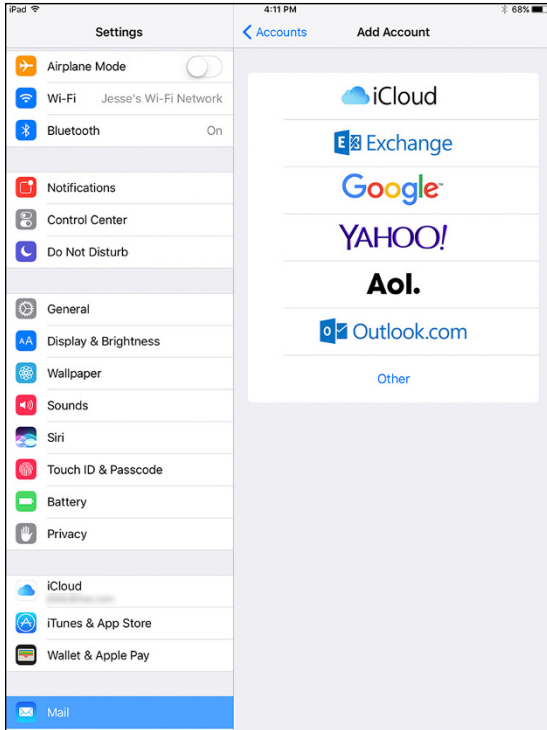 iPad
4:11 PM
68%
Settings
Accounts
Add Account
Airplane Mode
Wi-Fi
Jesse's Wi-Fi Network
Bluetooth
On
Notifications
Control Center
Do Not Disturb
General
AA
Display & Brightness
Wallpaper
Sounds
Siri
Touch ID & Passcode
Battery
Privacy
iCloud
iTunes & App Store
Wallet & Apple Pay
Mail
iCloud
E Exchange
Google
YAHOO!
Aol.
o Outlook.com
Other